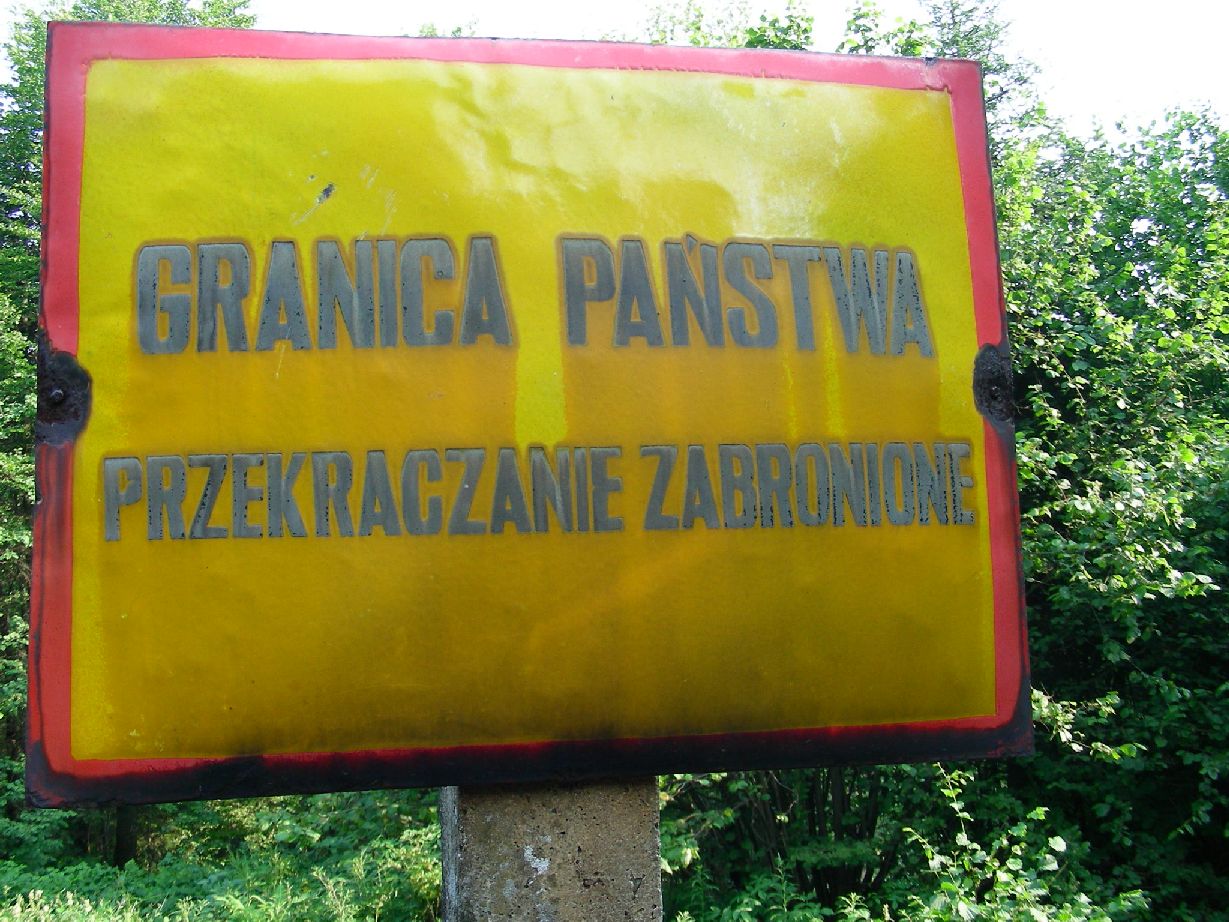 GRANICA PAŃSTWA
PRZEKRACZANIE ZABRONIONE